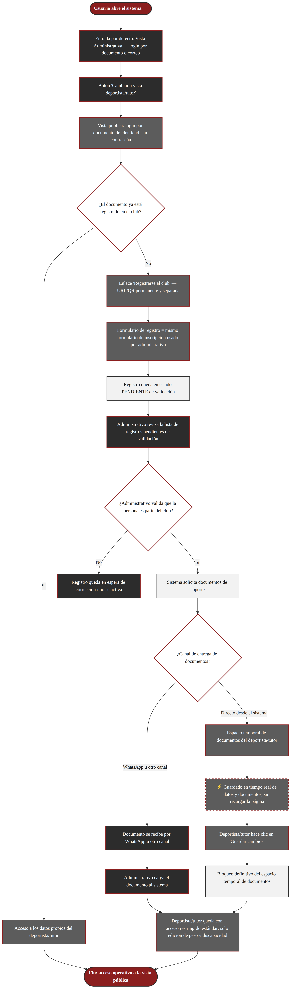 Usuario abre el sistema
Entrada por defecto: Vista
Administrativa — login por
documento o correo
Botón 'Cambiar a vista
deportista/tutor'
Vista pública: login por
documento de identidad, sin
contraseña
¿El documento ya está
registrado en el club?
No
Enlace 'Registrarse al club' —
URL/QR permanente y separada
Formulario de registro = mismo
formulario de inscripción usado
por administrativo
Registro queda en estado
PENDIENTE de validación
Administrativo revisa la lista de
registros pendientes de
validación
¿Administrativo valida que la
persona es parte del club?
No
Sí
Registro queda en espera de
corrección / no se activa
Sistema solicita documentos de
soporte
Sí
¿Canal de entrega de
documentos?
Directo desde el sistema
Espacio temporal de
documentos del deportista/tutor
WhatsApp u otro canal
⚡ Guardado en tiempo real de
datos y documentos, sin
recargar la página
Documento se recibe por
WhatsApp u otro canal
Deportista/tutor hace clic en
'Guardar cambios'
Administrativo carga el
documento al sistema
Bloqueo definitivo del espacio
temporal de documentos
Acceso a los datos propios del
deportista/tutor
Deportista/tutor queda con
acceso restringido estándar: solo
edición de peso y discapacidad
Fin: acceso operativo a la vista
pública